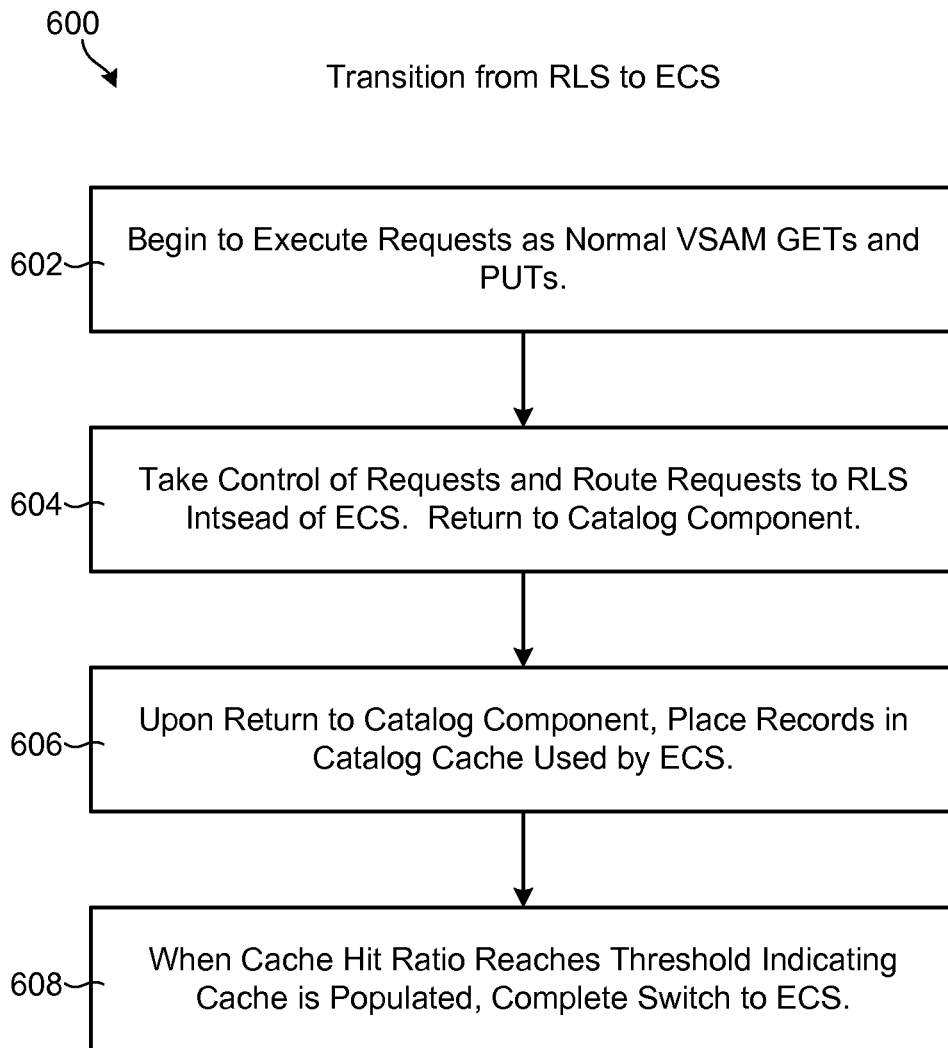 600
Transition from RLS to ECS
Begin to Execute Requests as Normal VSAM GETs and
PUTs.
602
Take Control of Requests and Route Requests to RLS
Intsead of ECS.  Return to Catalog Component.
604
Upon Return to Catalog Component, Place Records in
Catalog Cache Used by ECS.
606
When Cache Hit Ratio Reaches Threshold Indicating
Cache is Populated, Complete Switch to ECS.
608